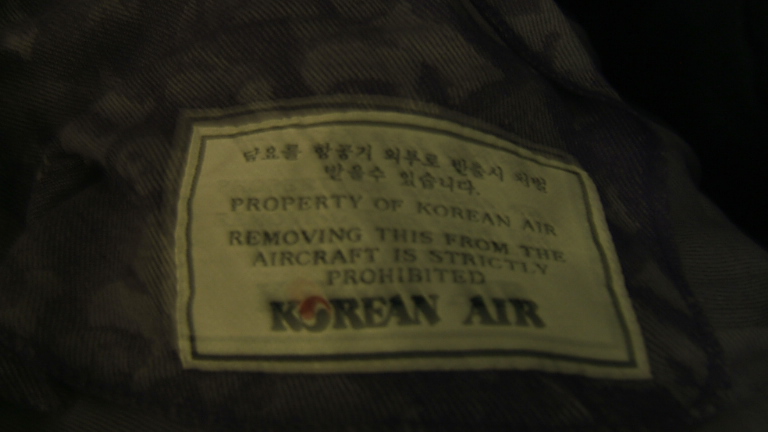 담요를 항공기 외부로 반출시 처벌
받을수 있습니다.
PROPERTY OF KOREAN AIR
REMOVING THIS FROM THE
AIRCRAFT IS STRICTLY
PROHIBITED
KOREAN AIR